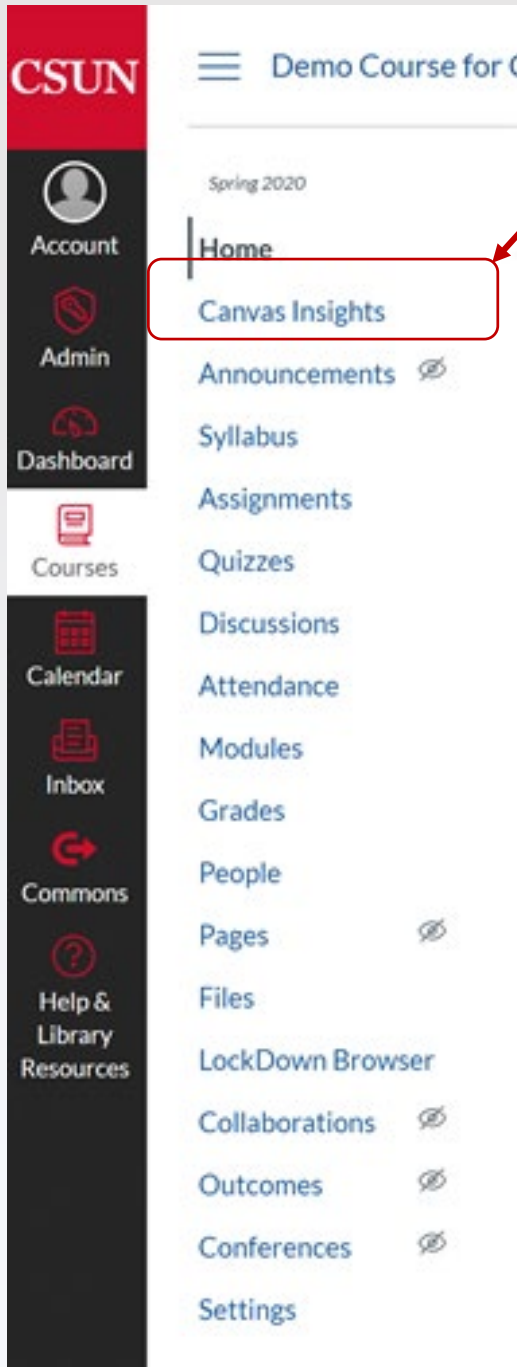 CSUN
Account
Admin
Dashboard
Courses
Calendar
Inbox
Commons
Help &
Library
Resources
Demo Course for
Spring 2020
Home
Canvas Insights
Announcements
Syllabus
Assignments
Quizzes
Discussions
Attendance
Modules
Grades
People
Pages
Files
LockDown Browser
Collaborations
Outcomes
Conferences
Settings